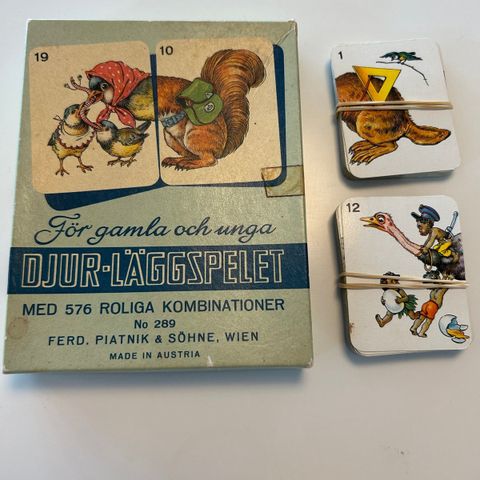 19
10
För gamla och unga
DJUR-LÄGGSPELET
MED 576 ROLIGA KOMBINATIONER
No 289
FERD. PIATNIK & SÖHNE, WIEN
MADE IN AUSTRIA
1
12